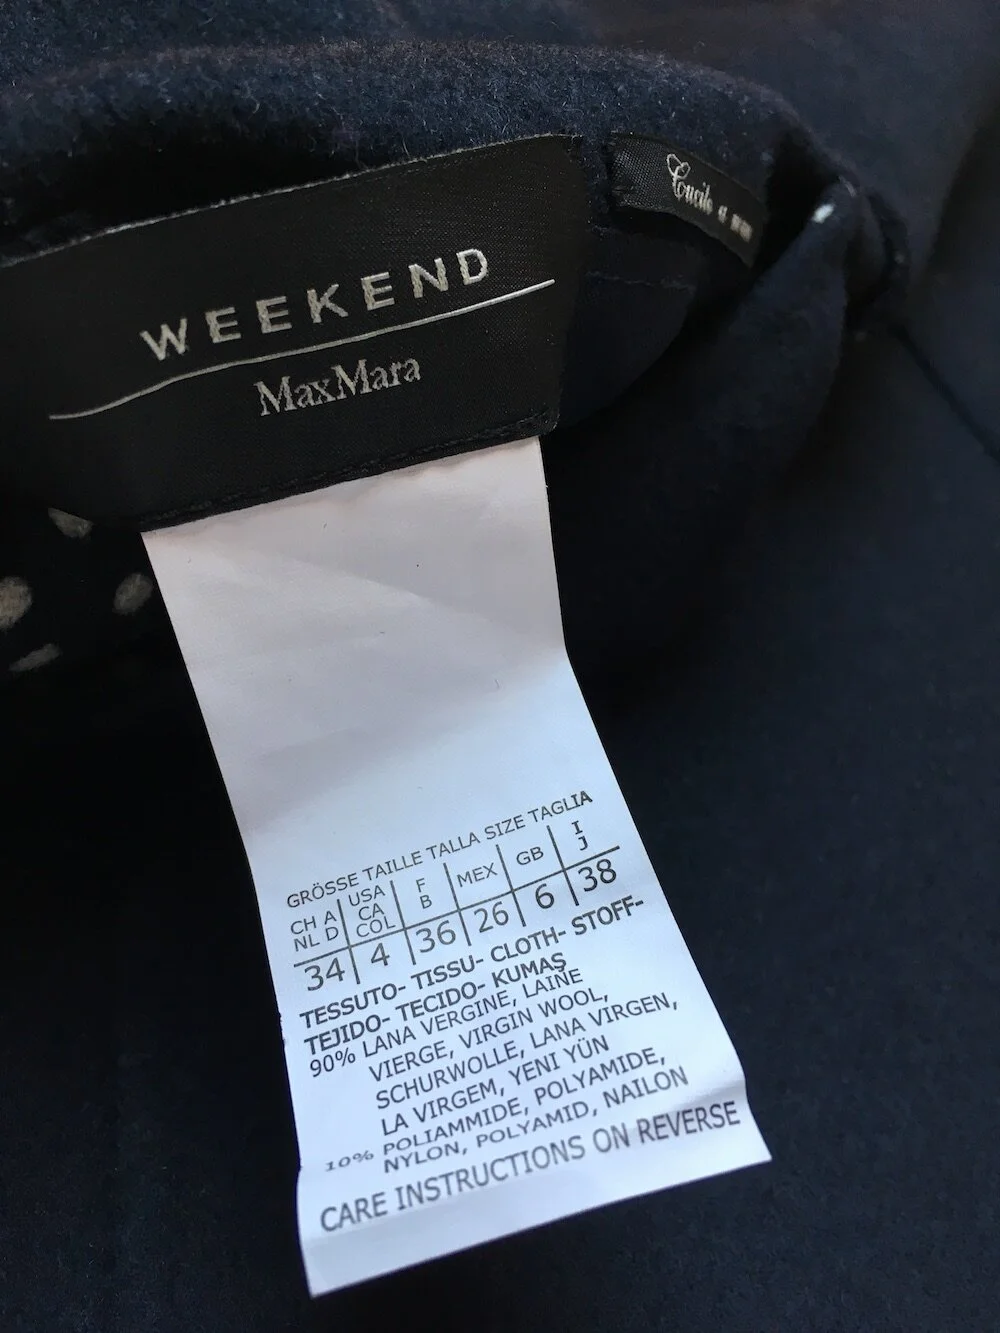 WEEKEND
MaxMara
Cucito a
GRÖSSE TAILLE TALLA SIZE TAGLIA
CH A NL D USA CA COL F B MEX GB I J
34 4 36 26 6 38
TESSUTO- TISSU- CLOTH- STOFF-
TEJIDO- TECIDO- KUMAŞ
90% LANA VERGINE, LAINE
VIERGE, VIRGIN WOOL,
SCHURWOLLE, LANA VIRGEN,
LA VIRGEM, YENI YÜN
10% POLIAMMIDE, POLYAMIDE,
NYLON, POLYAMID, NAILON
CARE INSTRUCTIONS ON REVERSE